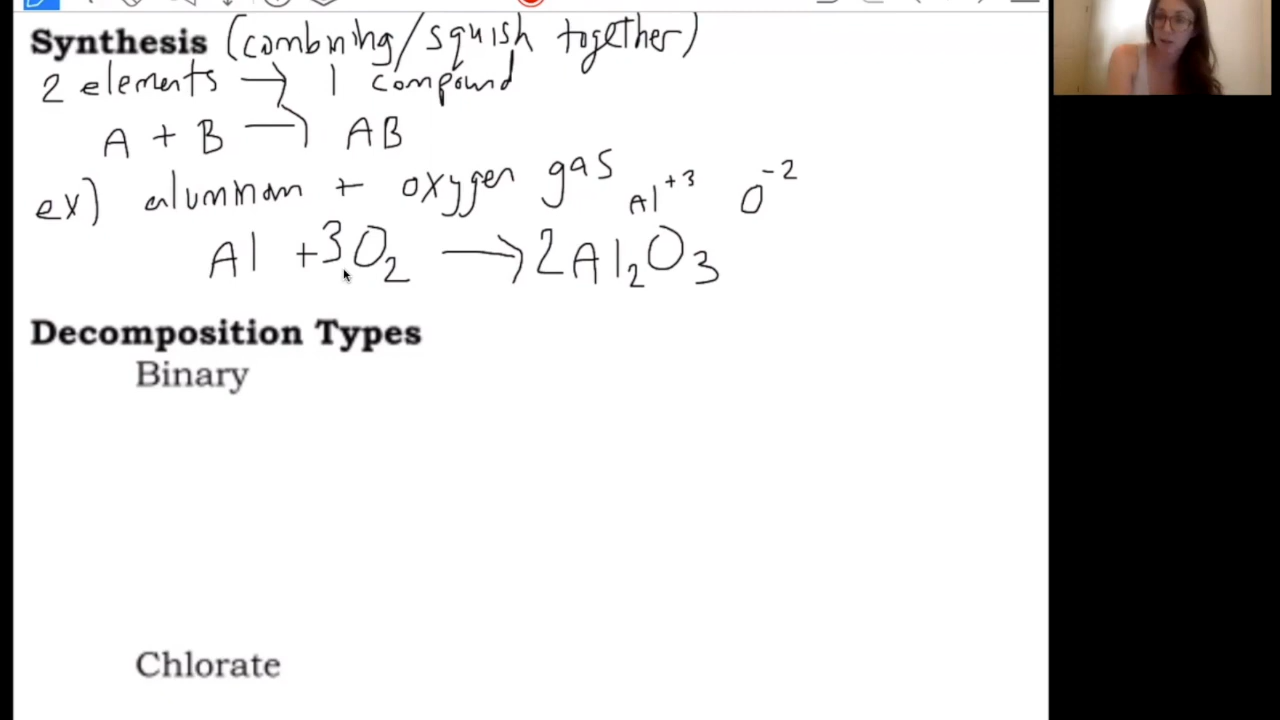 Synthesis (combining/squish together)
2 elements → 1 compound
A + B → AB
ex) aluminum + oxygen gas Al⁺³ O⁻²
Al + 3O₂ → 2Al₂O₃
Decomposition Types
Binary
Chlorate